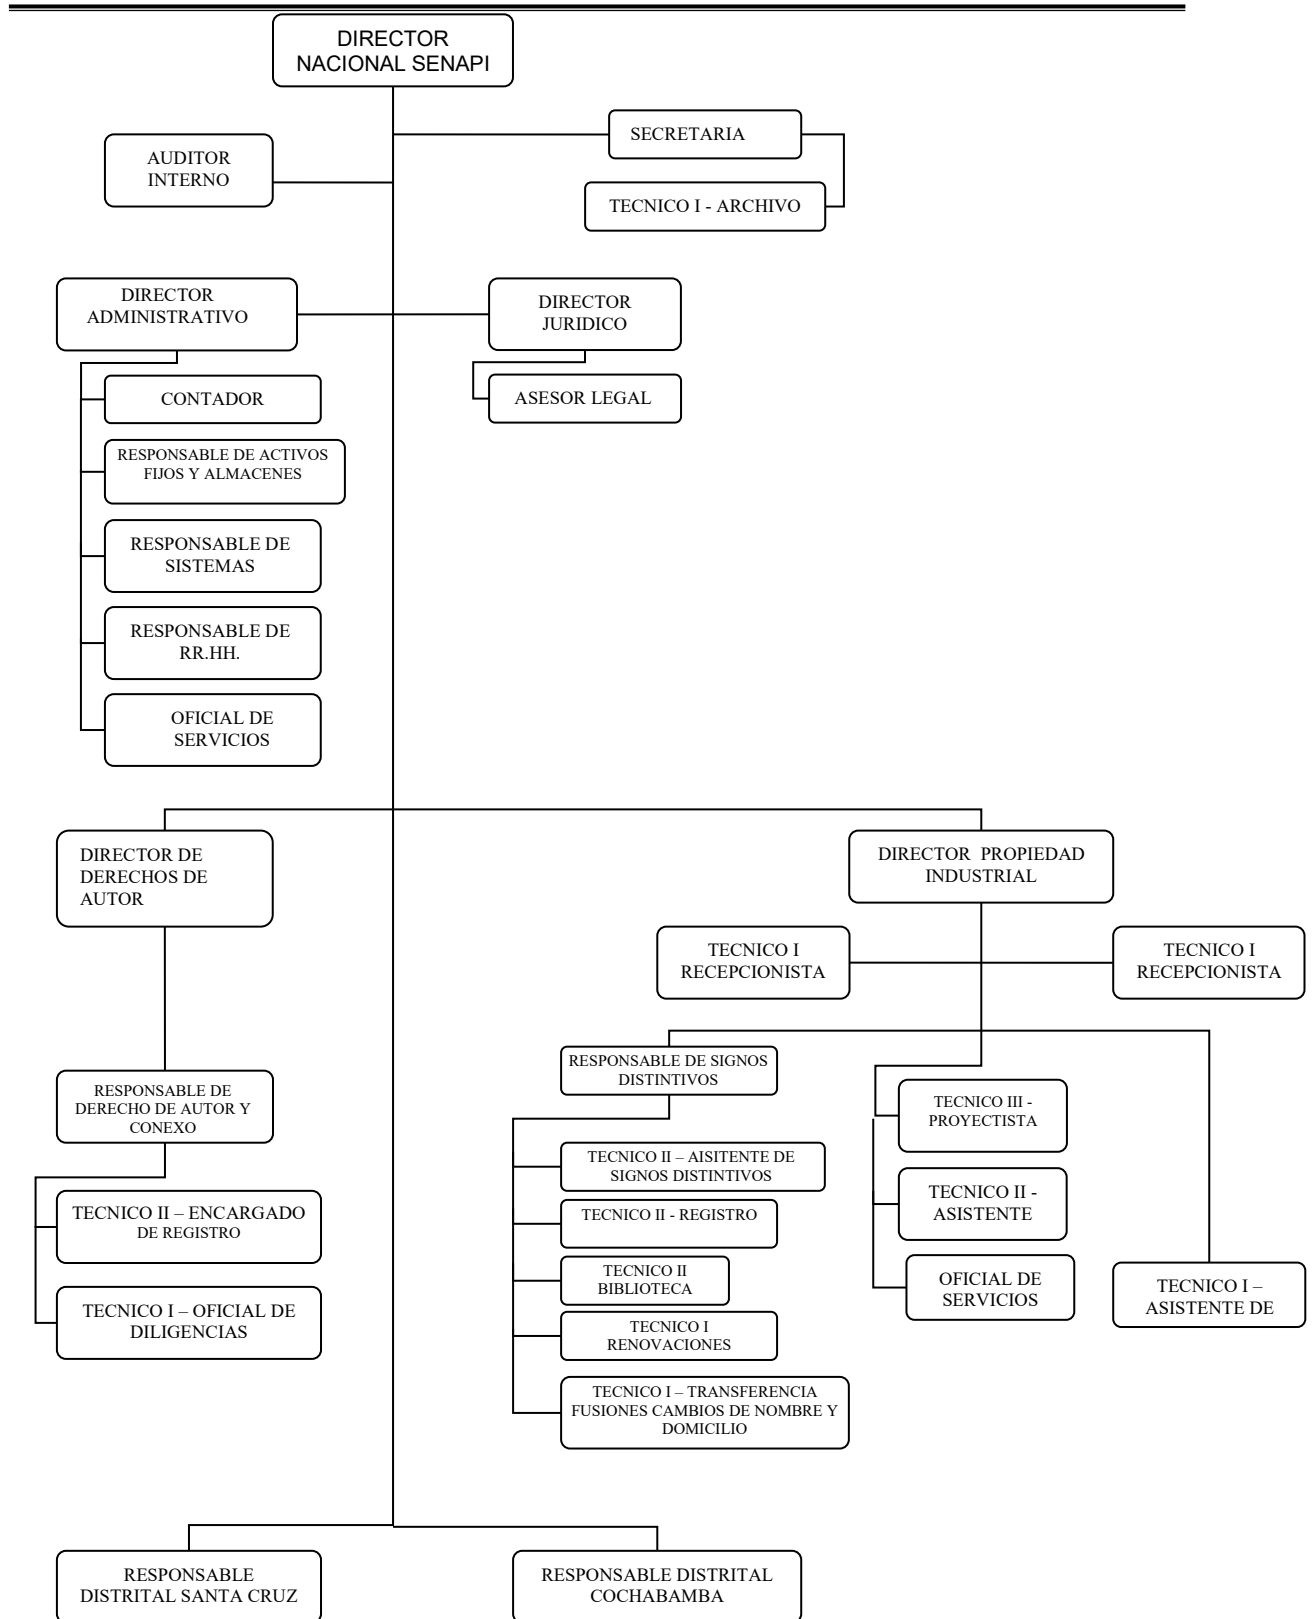 DIRECTOR
NACIONAL SENAPI
SECRETARIA
AUDITOR
INTERNO
TECNICO I - ARCHIVO
DIRECTOR
ADMINISTRATIVO
DIRECTOR
JURIDICO
CONTADOR
ASESOR LEGAL
RESPONSABLE DE ACTIVOS
FIJOS Y ALMACENES
RESPONSABLE DE
SISTEMAS
RESPONSABLE DE
RR.HH.
OFICIAL DE
SERVICIOS
DIRECTOR DE
DERECHOS DE
AUTOR
DIRECTOR PROPIEDAD
INDUSTRIAL
TECNICO I
RECEPCIONISTA
TECNICO I
RECEPCIONISTA
RESPONSABLE DE
DERECHO DE AUTOR Y
CONEXO
TECNICO II – ENCARGADO
DE REGISTRO
TECNICO I – OFICIAL DE
DILIGENCIAS
RESPONSABLE DE SIGNOS
DISTINTIVOS
TECNICO II – AISITENTE DE
SIGNOS DISTINTIVOS
TECNICO II - REGISTRO
TECNICO II
BIBLIOTECA
TECNICO I
RENOVACIONES
TECNICO I – TRANSFERENCIA
FUSIONES CAMBIOS DE NOMBRE Y
DOMICILIO
TECNICO III -
PROYECTISTA
TECNICO II -
ASISTENTE
OFICIAL DE
SERVICIOS
TECNICO I –
ASISTENTE DE
RESPONSABLE
DISTRITAL SANTA CRUZ
RESPONSABLE DISTRITAL
COCHABAMBA